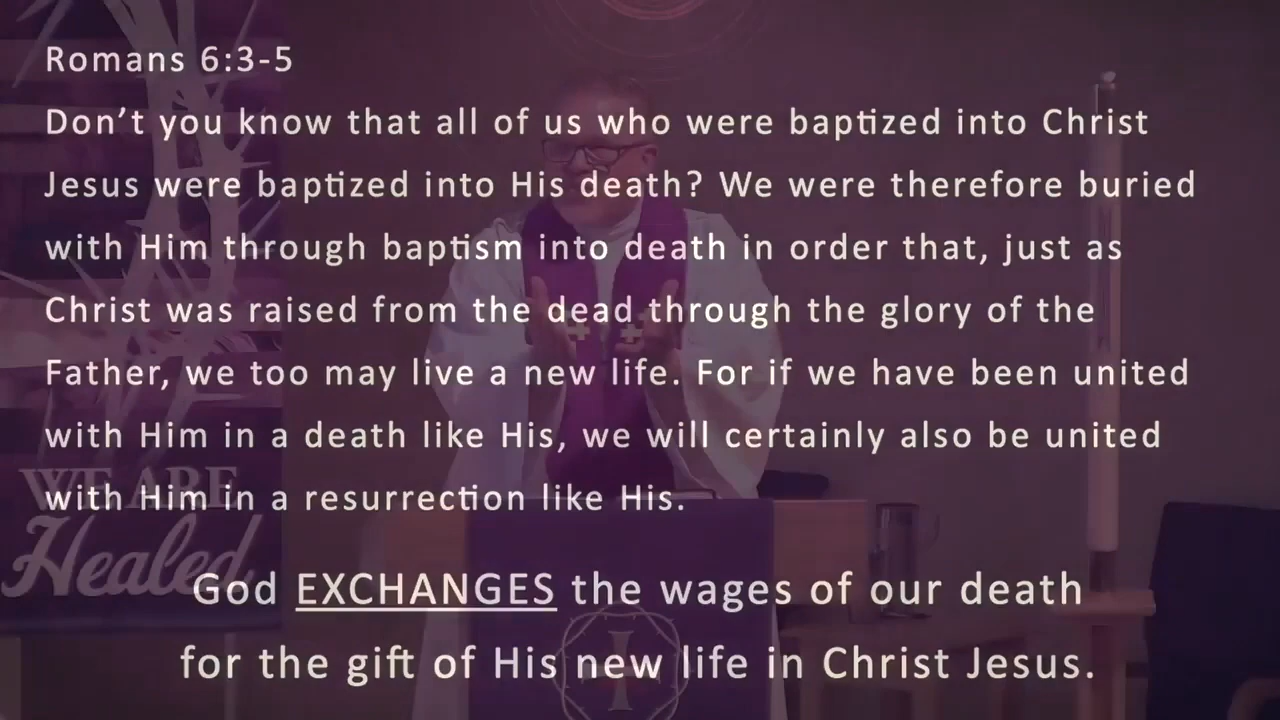 Romans 6:3-5
Don’t you know that all of us who were baptized into Christ
Jesus were baptized into His death? We were therefore buried
with Him through baptism into death in order that, just as
Christ was raised from the dead through the glory of the
Father, we too may live a new life. For if we have been united
with Him in a death like His, we will certainly also be united
with Him in a resurrection like His.
WE ARE
Healed
God EXCHANGES the wages of our death
for the gift of His new life in Christ Jesus.